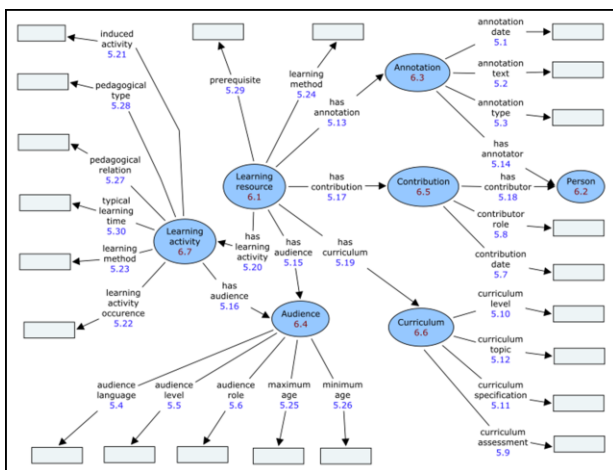 induced
activity
5.21
pedagogical
type
5.28
pedagogical
relation
5.27
typical
learning
time
5.30
learning
method
5.23
learning
activity
occurence
5.22
Learning
activity
6.7
prerequisite
5.29
learning
method
5.24
has
annotation
5.13
Learning
resource
6.1
has
contribution
5.17
has
learning
activity
5.20
has
audience
5.15
has
curriculum
5.19
has
audience
5.16
Annotation
6.3
annotation
date
5.1
annotation
text
5.2
annotation
type
5.3
has
annotator
5.14
Contribution
6.5
has
contributor
5.18
Person
6.2
contributor
role
5.8
contribution
date
5.7
Audience
6.4
Curriculum
6.6
curriculum
level
5.10
curriculum
topic
5.12
curriculum
specification
5.11
curriculum
assessment
5.9
audience
language
5.4
audience
level
5.5
audience
role
5.6
maximum
age
5.25
minimum
age
5.26